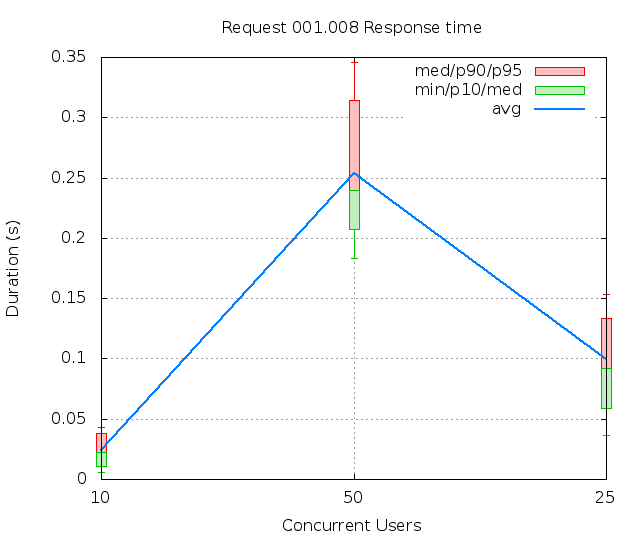 Request 001.008 Response time
med/p90/p95
min/p10/med
avg
0.35
0.3
0.25
0.2
0.15
0.1
0.05
0
Duration (s)
10 50 25
Concurrent Users